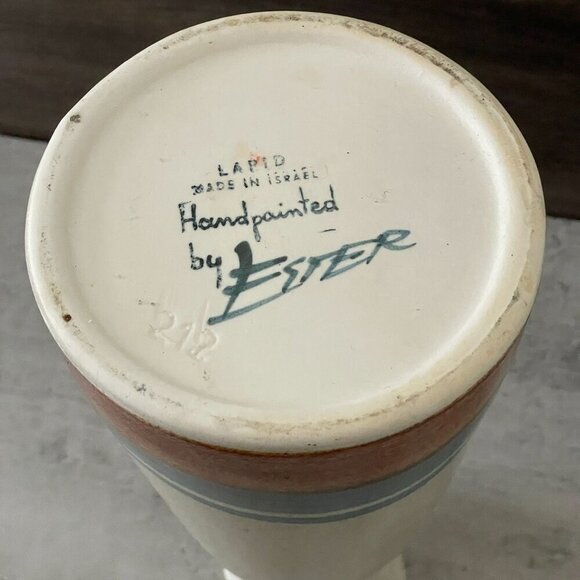 LAPID
MADE IN ISRAEL
Handpainted
by ESTER
212